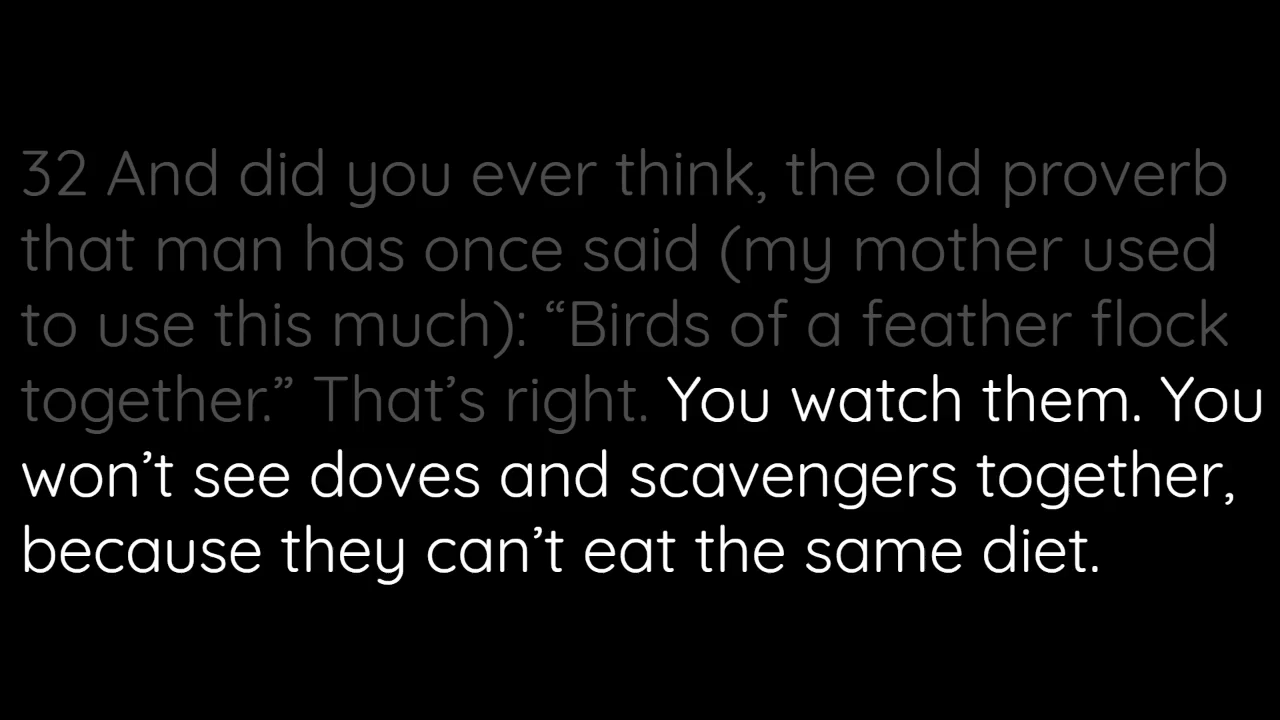 32 And did you ever think, the old proverb
that man has once said (my mother used
to use this much): “Birds of a feather flock
together.” That’s right. You watch them. You
won’t see doves and scavengers together,
because they can’t eat the same diet.